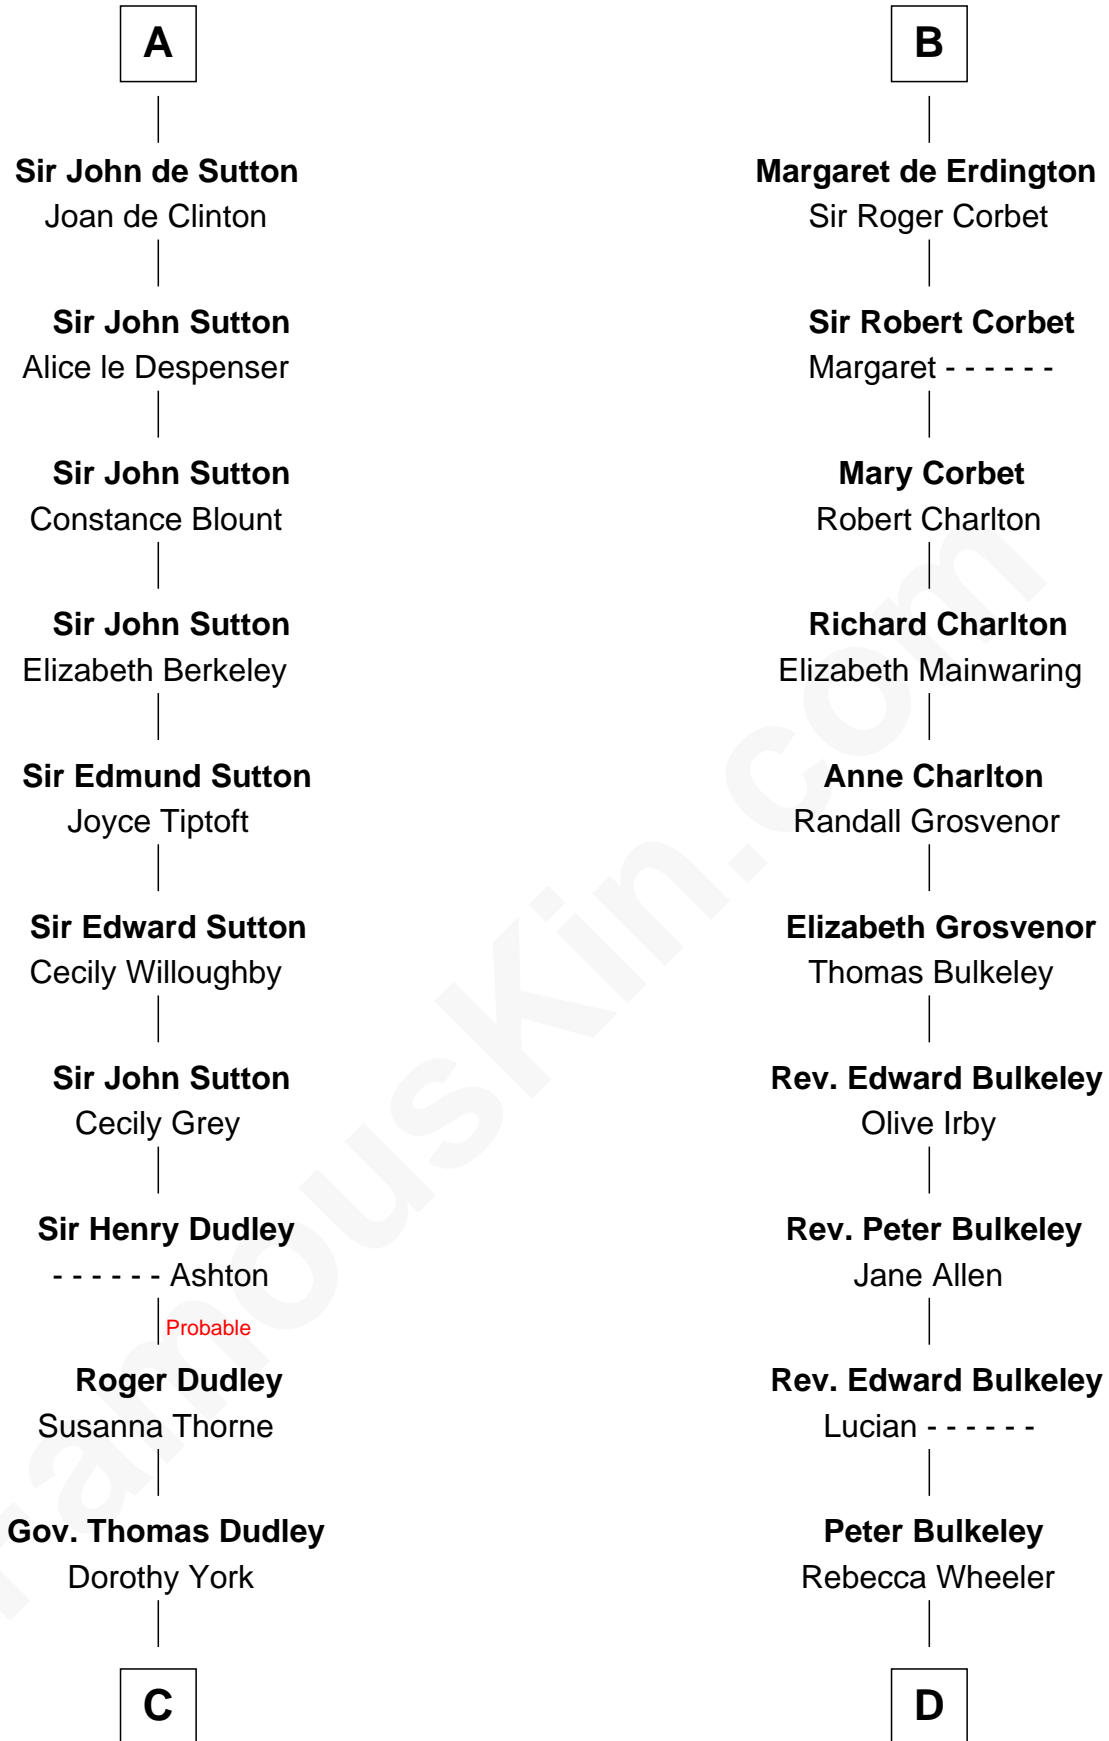 A
Sir John de Sutton
Joan de Clinton
Sir John Sutton
Alice le Despenser
Sir John Sutton
Constance Blount
Sir John Sutton
Elizabeth Berkeley
Sir Edmund Sutton
Joyce Tiptoft
Sir Edward Sutton
Cecily Willoughby
Sir John Sutton
Cecily Grey
Sir Henry Dudley
- - - - - - Ashton
Probable
Roger Dudley
Susanna Thorne
Gov. Thomas Dudley
Dorothy York
C
B
Margaret de Erdington
Sir Roger Corbet
Sir Robert Corbet
Margaret - - - - - -
Mary Corbet
Robert Charlton
Richard Charlton
Elizabeth Mainwaring
Anne Charlton
Randall Grosvenor
Elizabeth Grosvenor
Thomas Bulkeley
Rev. Edward Bulkeley
Olive Irby
Rev. Peter Bulkeley
Jane Allen
Rev. Edward Bulkeley
Lucian - - - - - -
Peter Bulkeley
Rebecca Wheeler
D
FamousKin.com